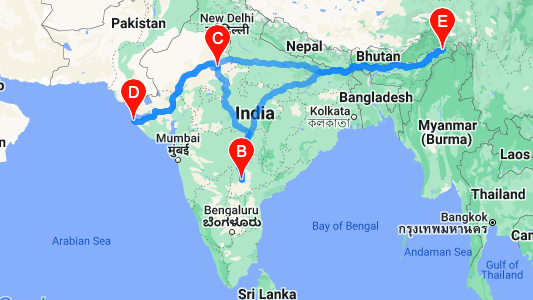 New Delhi
दिल्ली
Pakistan
C
E
Nepal
Bhutan
D
India
Bangladesh
Kolkata
কলকাতা
Mumbai
मुंबई
B
Myanmar
(Burma)
Laos
Bengaluru
ಬೆಂಗಳೂರು
Thailand
Bangkok
กรุงเทพมหานคร
Arabian Sea
Bay of Bengal
Andaman Sea
Gulf of
Thailand
Sri Lanka